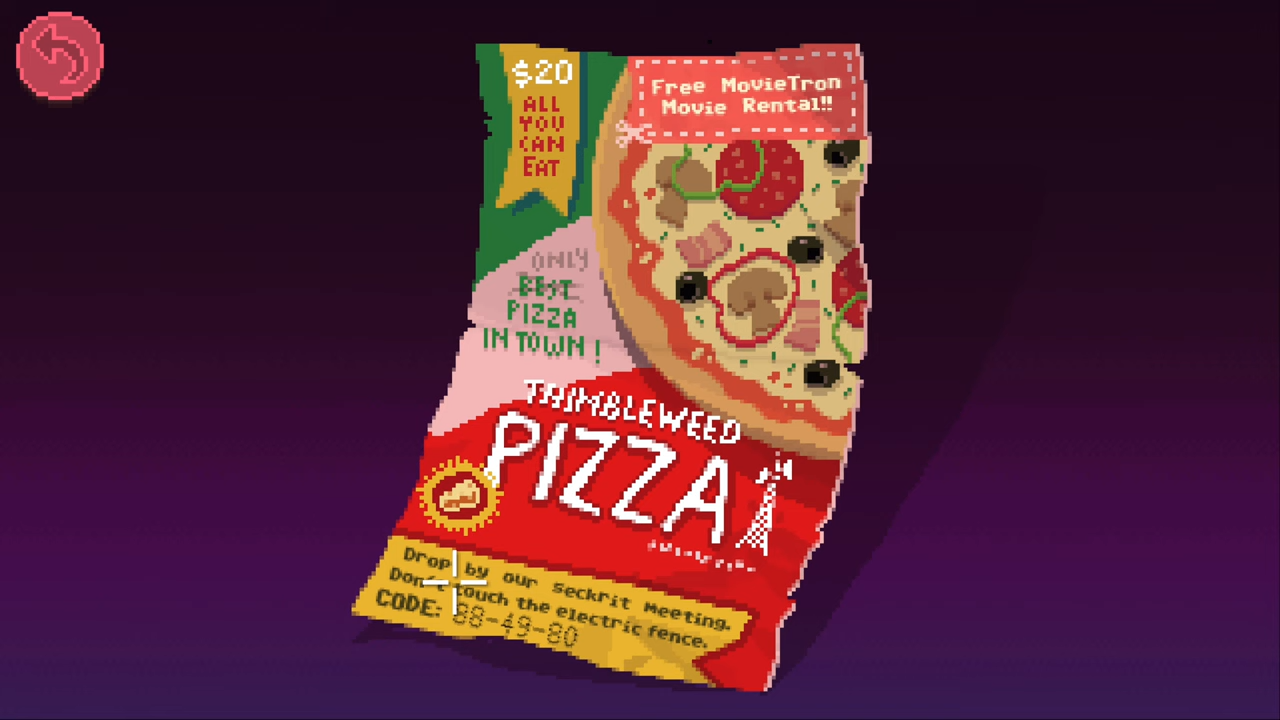 $20
ALL
YOU
CAN
EAT
Free MovieTron
Movie Rental!!
ONLY
BEST
PIZZA
IN TOWN!
THIMBLEWEED
PIZZA
Drop by our seckrit meeting.
Don't touch the electric fence.
CODE: 88-49-80